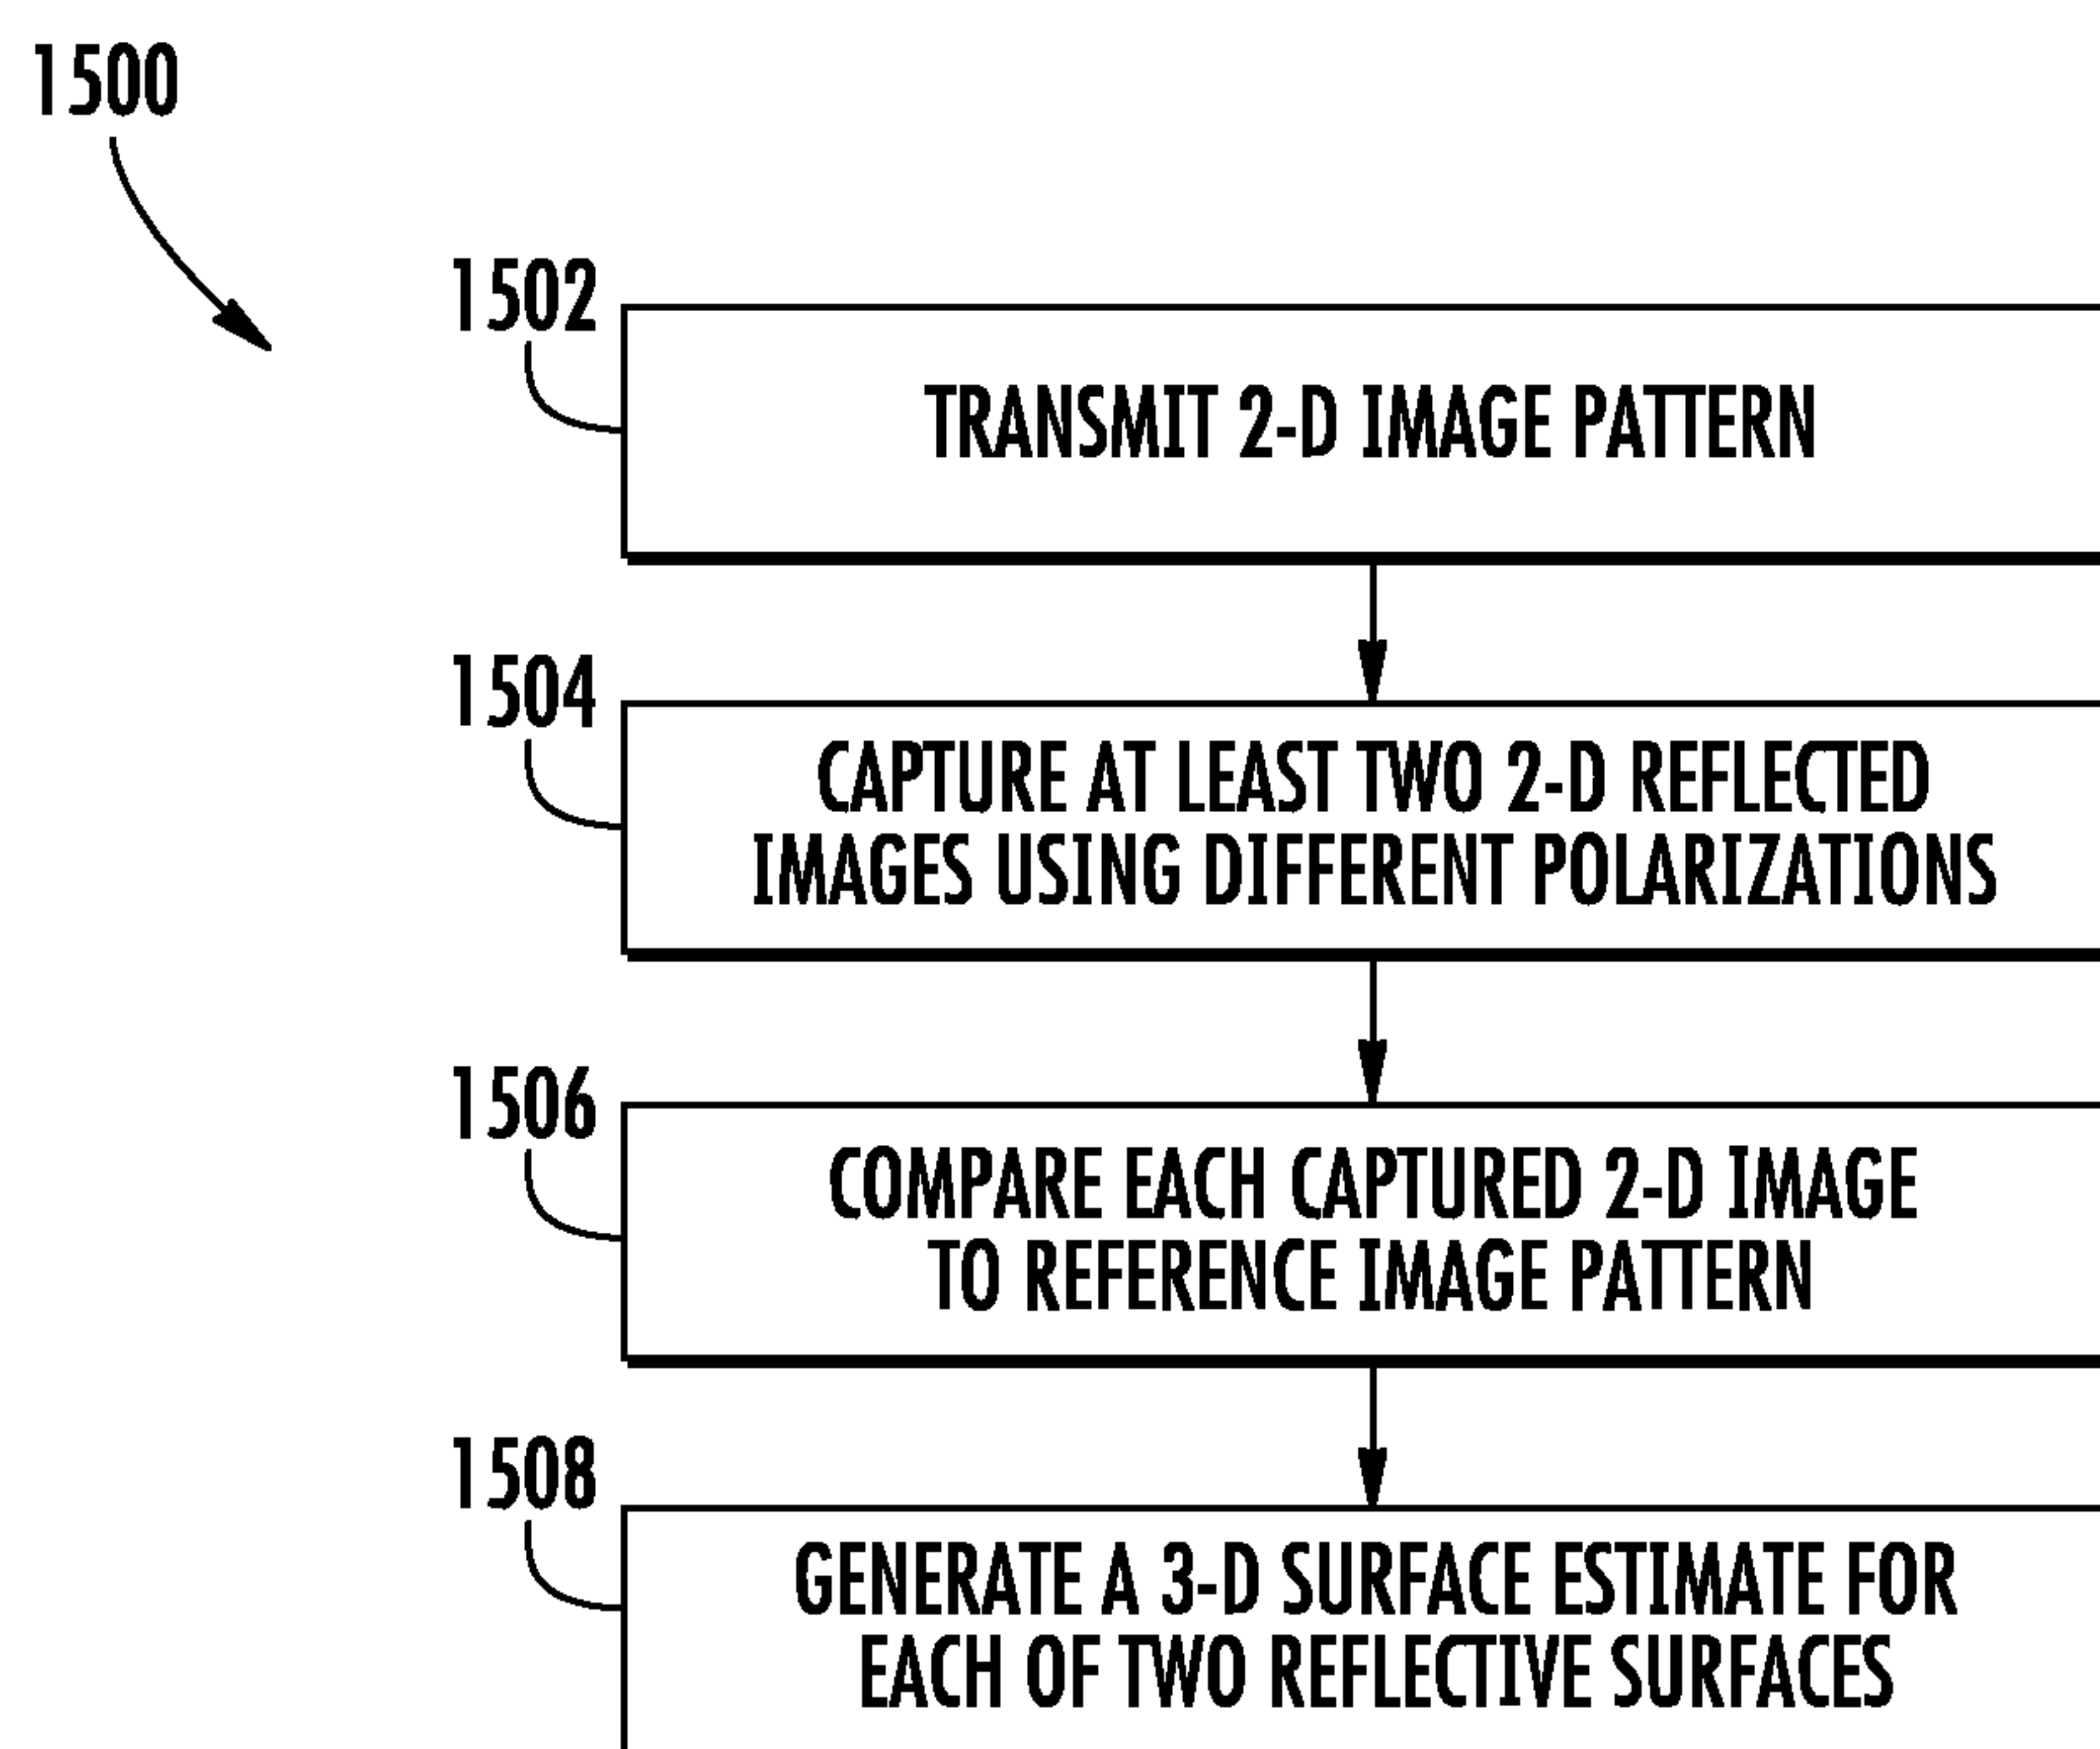 1500
1502
TRANSMIT 2-D IMAGE PATTERN
1504
CAPTURE AT LEAST TWO 2-D REFLECTED
IMAGES USING DIFFERENT POLARIZATIONS
1506
COMPARE EACH CAPTURED 2-D IMAGE
TO REFERENCE IMAGE PATTERN
1508
GENERATE A 3-D SURFACE ESTIMATE FOR
EACH OF TWO REFLECTIVE SURFACES